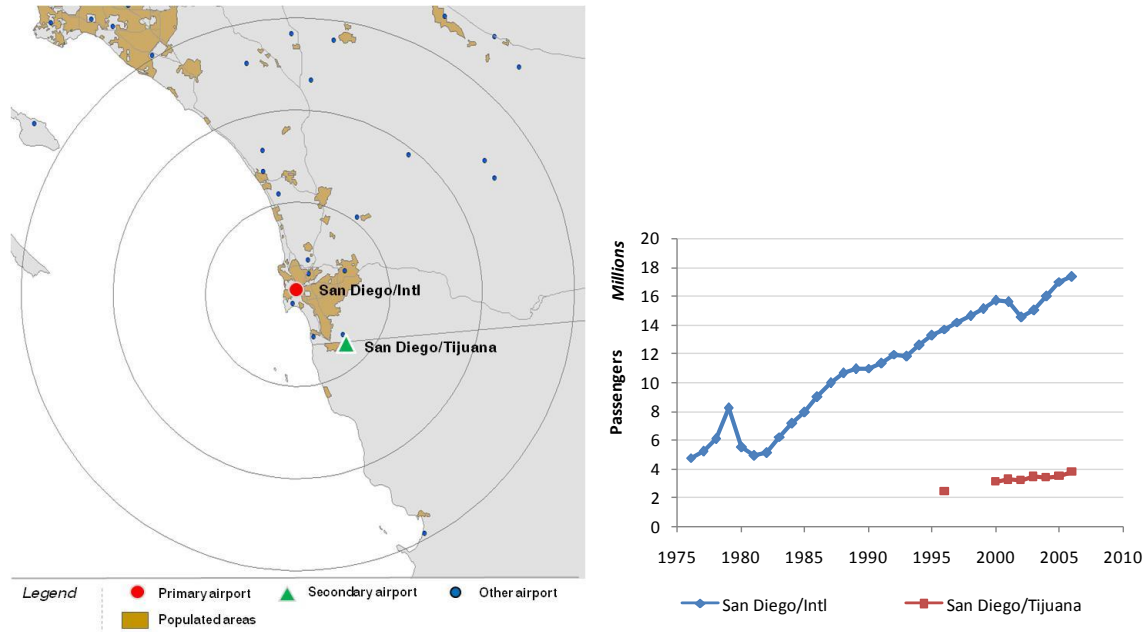 San Diego/Intl
San Diego/Tijuana
Legend
Primary airport
Secondary airport
Other airport
Populated areas
Millions
Passengers
20
18
16
14
12
10
8
6
4
2
0
1975 1980 1985 1990 1995 2000 2005 2010
San Diego/Intl San Diego/Tijuana